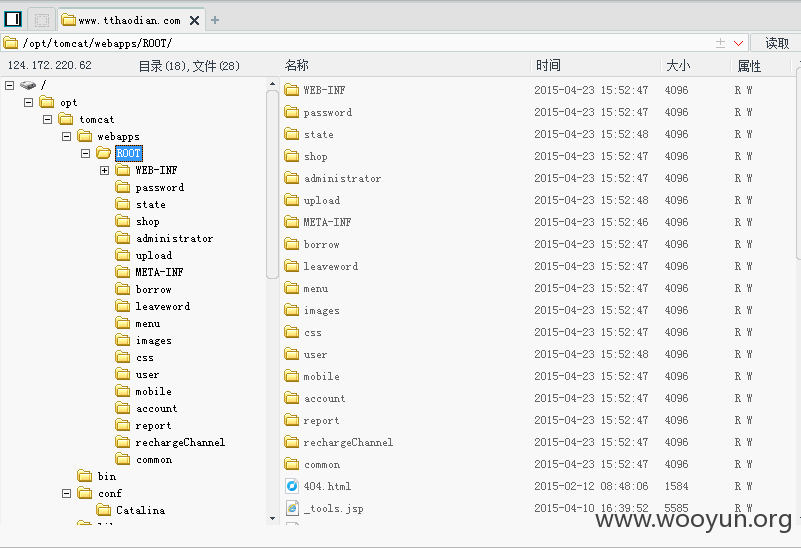 www.tthaodian.com
/opt/tomcat/webapps/ROOT/ 读取
124.172.220.62 目录(18),文件(28) 名称 时间 大小 属性
/
opt
tomcat
webapps
ROOT
WEB-INF
password
state
shop
administrator
upload
META-INF
borrow
leaveword
menu
images
css
user
mobile
account
report
rechargeChannel
common
bin
conf
Catalina
WEB-INF 2015-04-23 15:52:47 4096 R W
password 2015-04-23 15:52:47 4096 R W
state 2015-04-23 15:52:48 4096 R W
shop 2015-04-23 15:52:47 4096 R W
administrator 2015-04-23 15:52:47 4096 R W
upload 2015-04-23 15:52:48 4096 R W
META-INF 2015-04-23 15:52:46 4096 R W
borrow 2015-04-23 15:52:47 4096 R W
leaveword 2015-04-23 15:52:47 4096 R W
menu 2015-04-23 15:52:47 4096 R W
images 2015-04-23 15:52:47 4096 R W
css 2015-04-23 15:52:47 4096 R W
user 2015-04-23 15:52:48 4096 R W
mobile 2015-04-23 15:52:47 4096 R W
account 2015-04-23 15:52:47 4096 R W
report 2015-04-23 15:52:47 4096 R W
rechargeChannel 2015-04-23 15:52:47 4096 R W
common 2015-04-23 15:52:47 4096 R W
404.html 2015-02-12 08:48:06 1584 R W
_tools.jsp 2015-04-10 16:39:52 5585 R W
www.wooyun.org